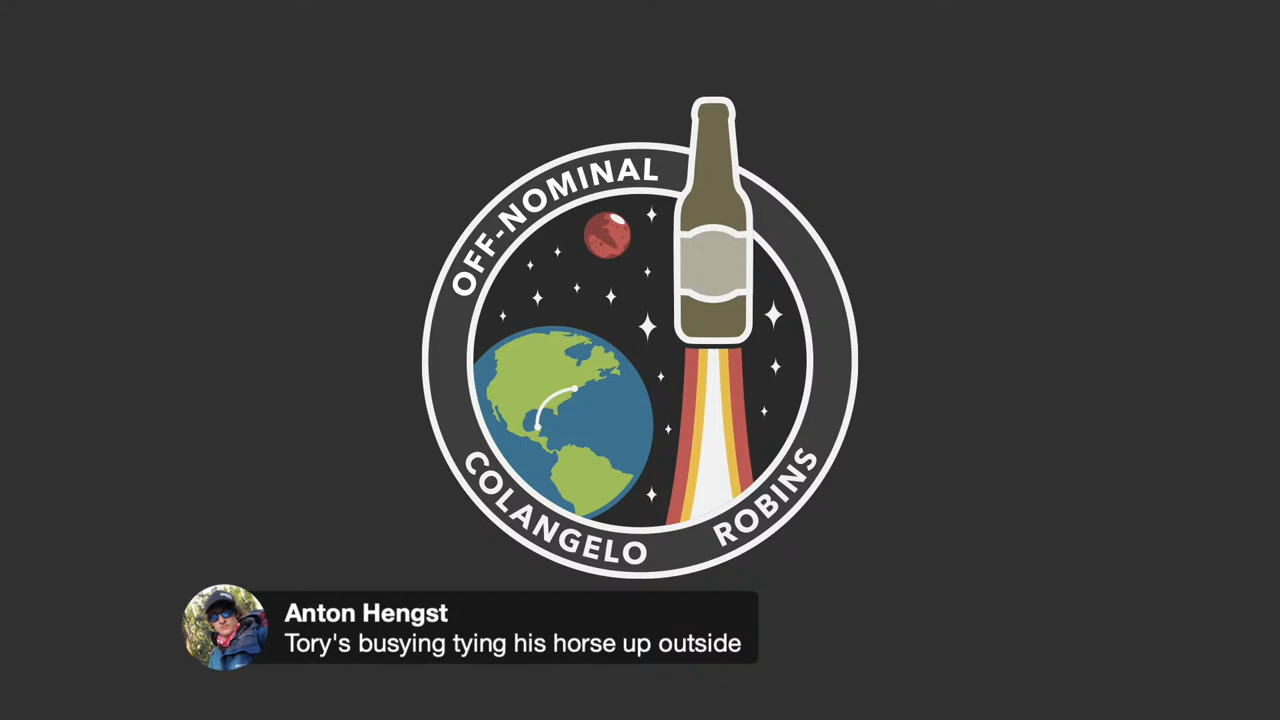 OFF-NOMINAL
COLANGELO
ROBINS
Anton Hengst
Tory's busying tying his horse up outside